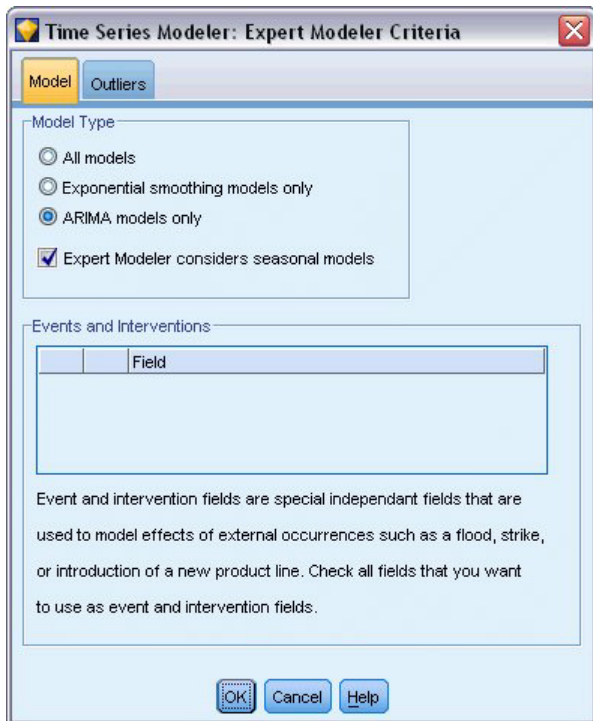 Time Series Modeler: Expert Modeler Criteria
Model
Outliers
Model Type
All models
Exponential smoothing models only
ARIMA models only
Expert Modeler considers seasonal models
Events and Interventions
Field
Event and intervention fields are special independant fields that are
used to model effects of external occurrences such as a flood, strike,
or introduction of a new product line. Check all fields that you want
to use as event and intervention fields.
OK
Cancel
Help